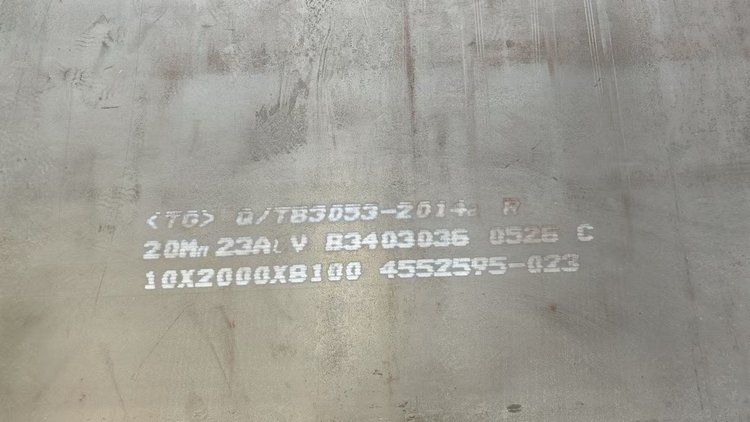 <TG> Q/TB3053-2014 R
20Mn23AlV B3403036 0526 C
10X2000X8100 4552595-023